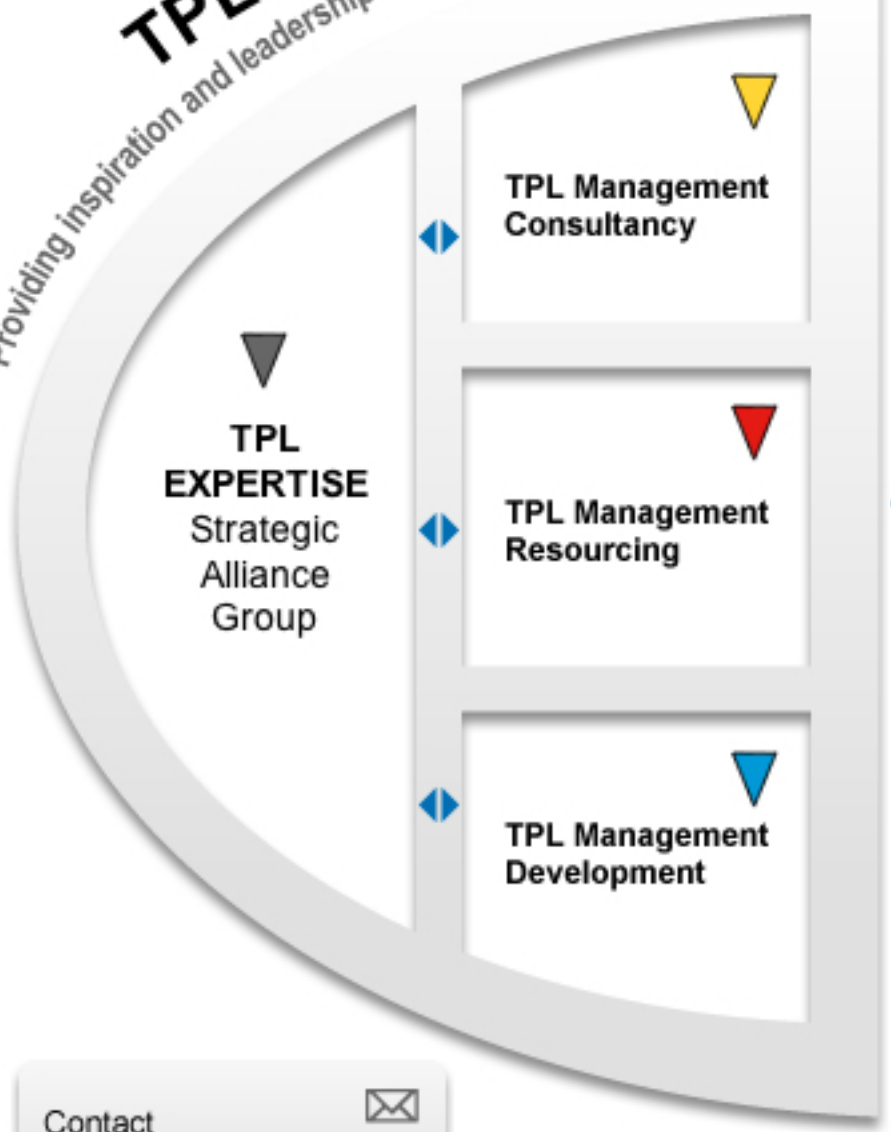 TPL
Providing inspiration and leadership
TPL
EXPERTISE
Strategic
Alliance
Group
TPL Management
Consultancy
TPL Management
Resourcing
TPL Management
Development
Contact